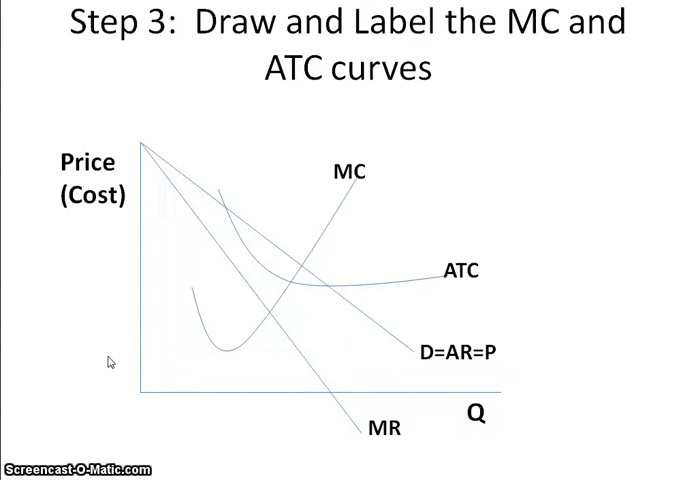 Step 3:  Draw and Label the MC and
ATC curves
Price
(Cost)
MC
ATC
D=AR=P
Q
MR
Screencast-O-Matic.com